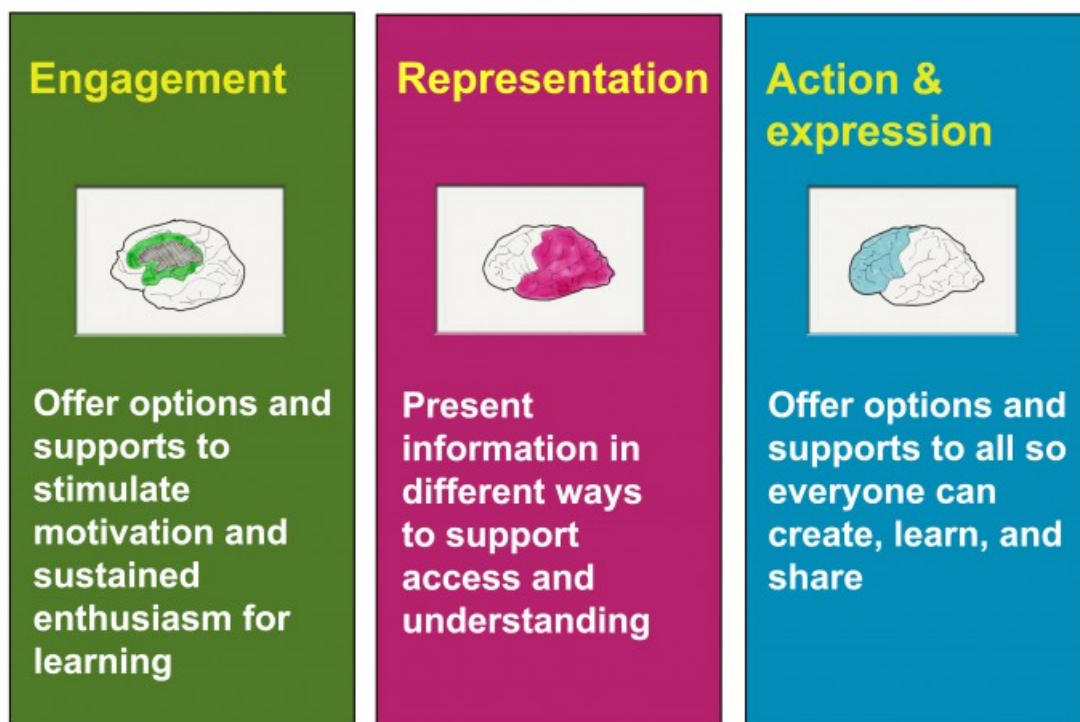 Engagement
Offer options and
supports to
stimulate
motivation and
sustained
enthusiasm for
learning
Representation
Present
information in
different ways
to support
access and
understanding
Action &
expression
Offer options and
supports to all so
everyone can
create, learn, and
share